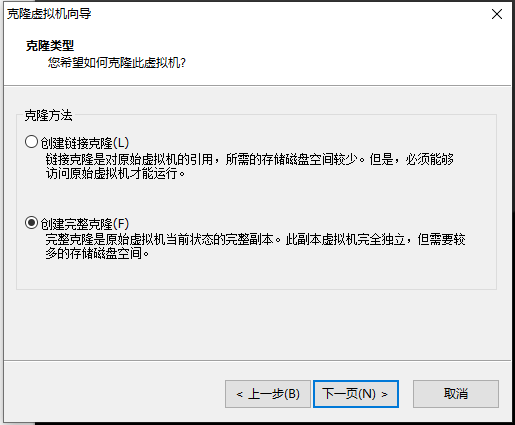 克隆虚拟机向导
克隆类型
您希望如何克隆此虚拟机?
克隆方法
创建链接克隆(L)
链接克隆是对原始虚拟机的引用，所需的存储磁盘空间较少。但是，必须能够
访问原始虚拟机才能运行。
创建完整克隆(F)
完整克隆是原始虚拟机当前状态的完整副本。此副本虚拟机完全独立，但需要较
多的存储磁盘空间。
< 上一步(B) 下一页(N) > 取消